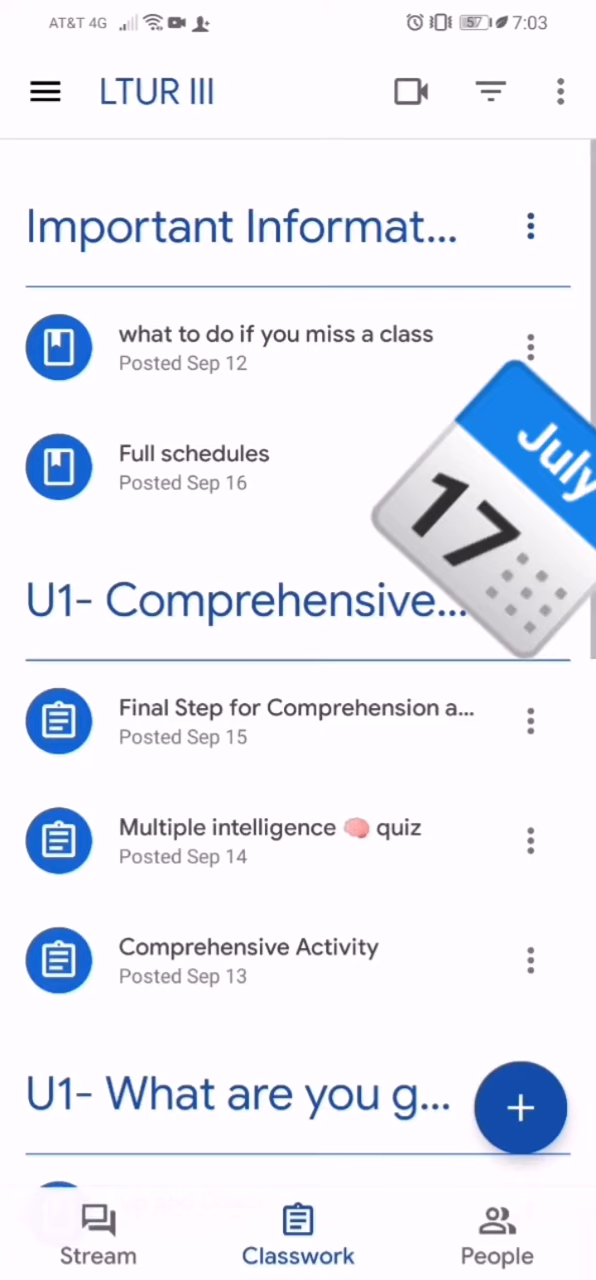 AT&T 4G 57 7:03
LTUR III
Important Informat...
what to do if you miss a class
Posted Sep 12
Full schedules
Posted Sep 16
July
17
U1- Comprehensive...
Final Step for Comprehension a...
Posted Sep 15
Multiple intelligence 🧠 quiz
Posted Sep 14
Comprehensive Activity
Posted Sep 13
U1- What are you g...
Stream Classwork People